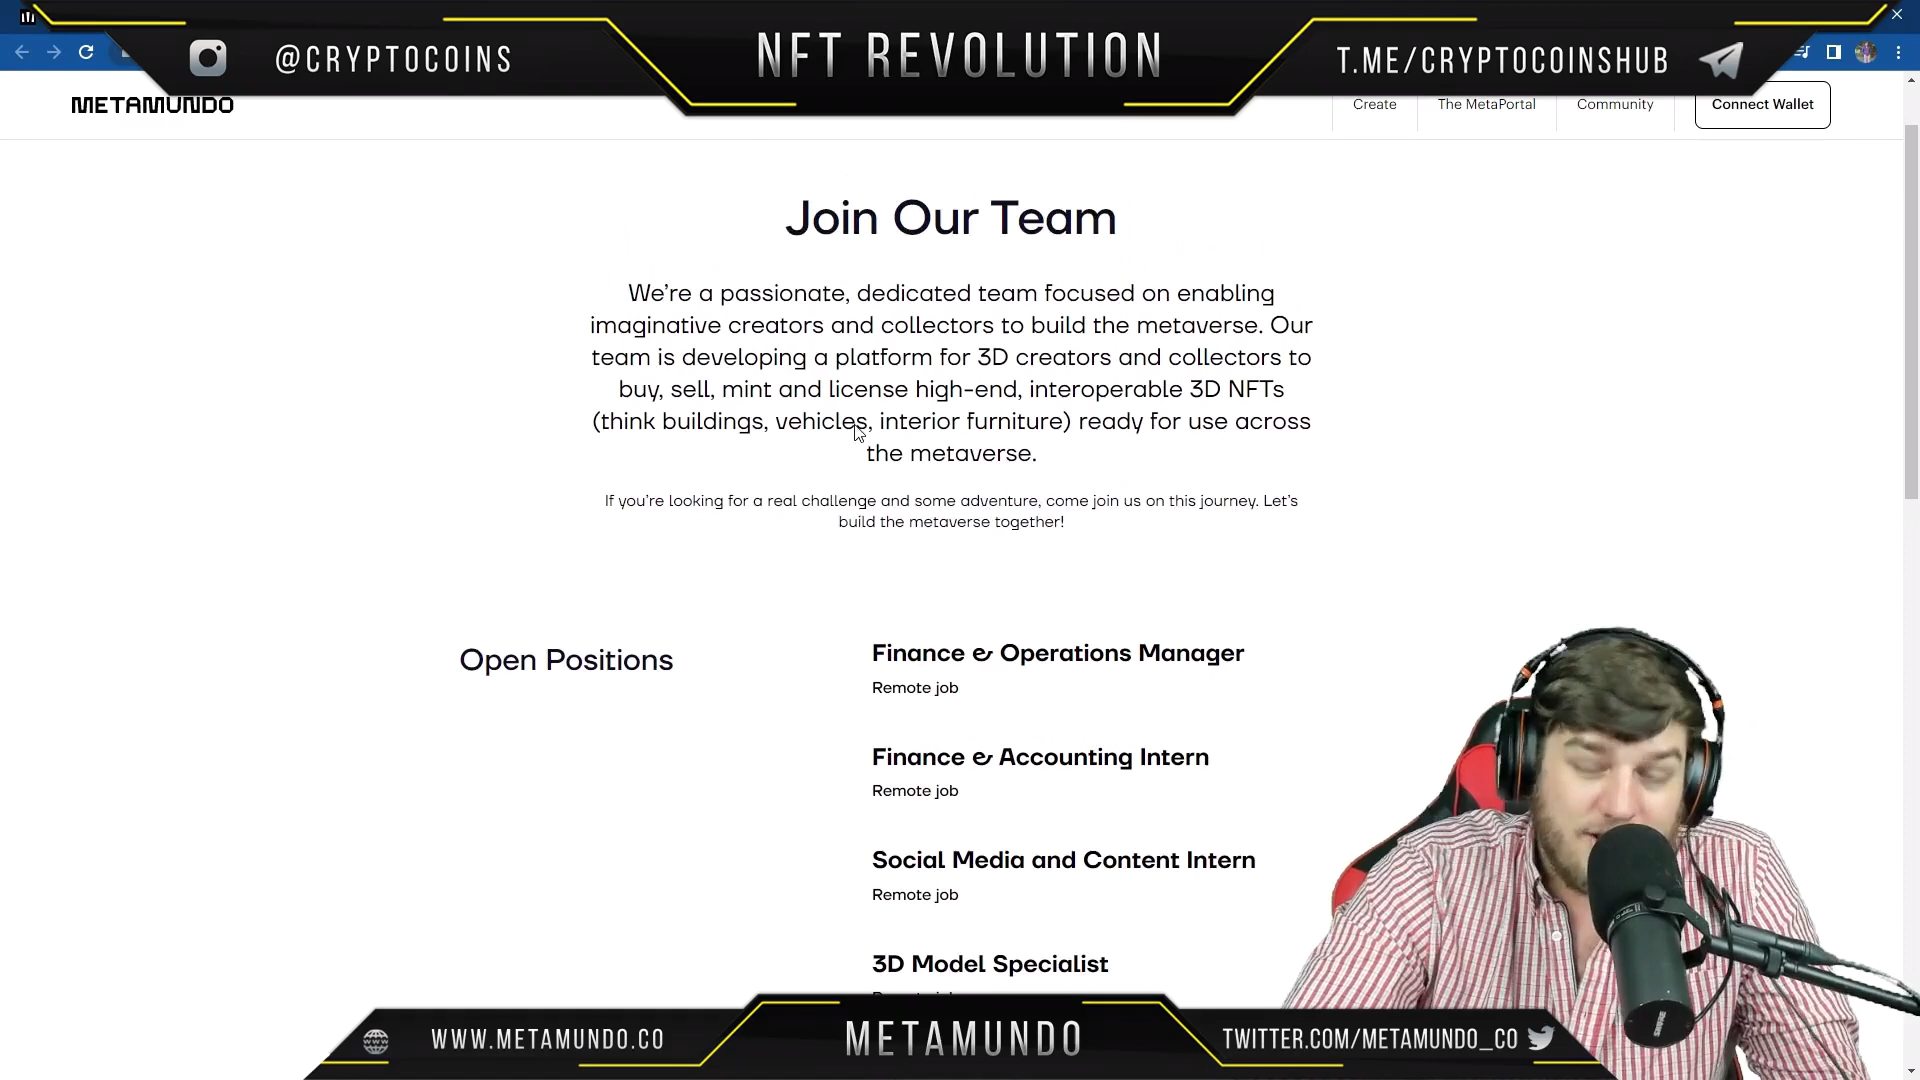 @CRYPTOCOINS
NFT REVOLUTION
T.ME/CRYPTOCOINSHUB
METAMUNDO
Create
The MetaPortal
Community
Connect Wallet
Join Our Team
We're a passionate, dedicated team focused on enabling
imaginative creators and collectors to build the metaverse. Our
team is developing a platform for 3D creators and collectors to
buy, sell, mint and license high-end, interoperable 3D NFTs
(think buildings, vehicles, interior furniture) ready for use across
the metaverse.
If you're looking for a real challenge and some adventure, come join us on this journey. Let's
build the metaverse together!
Open Positions
Finance & Operations Manager
Remote job
Finance & Accounting Intern
Remote job
Social Media and Content Intern
Remote job
3D Model Specialist
WWW.METAMUNDO.CO
METAMUNDO
TWITTER.COM/METAMUNDO_CO